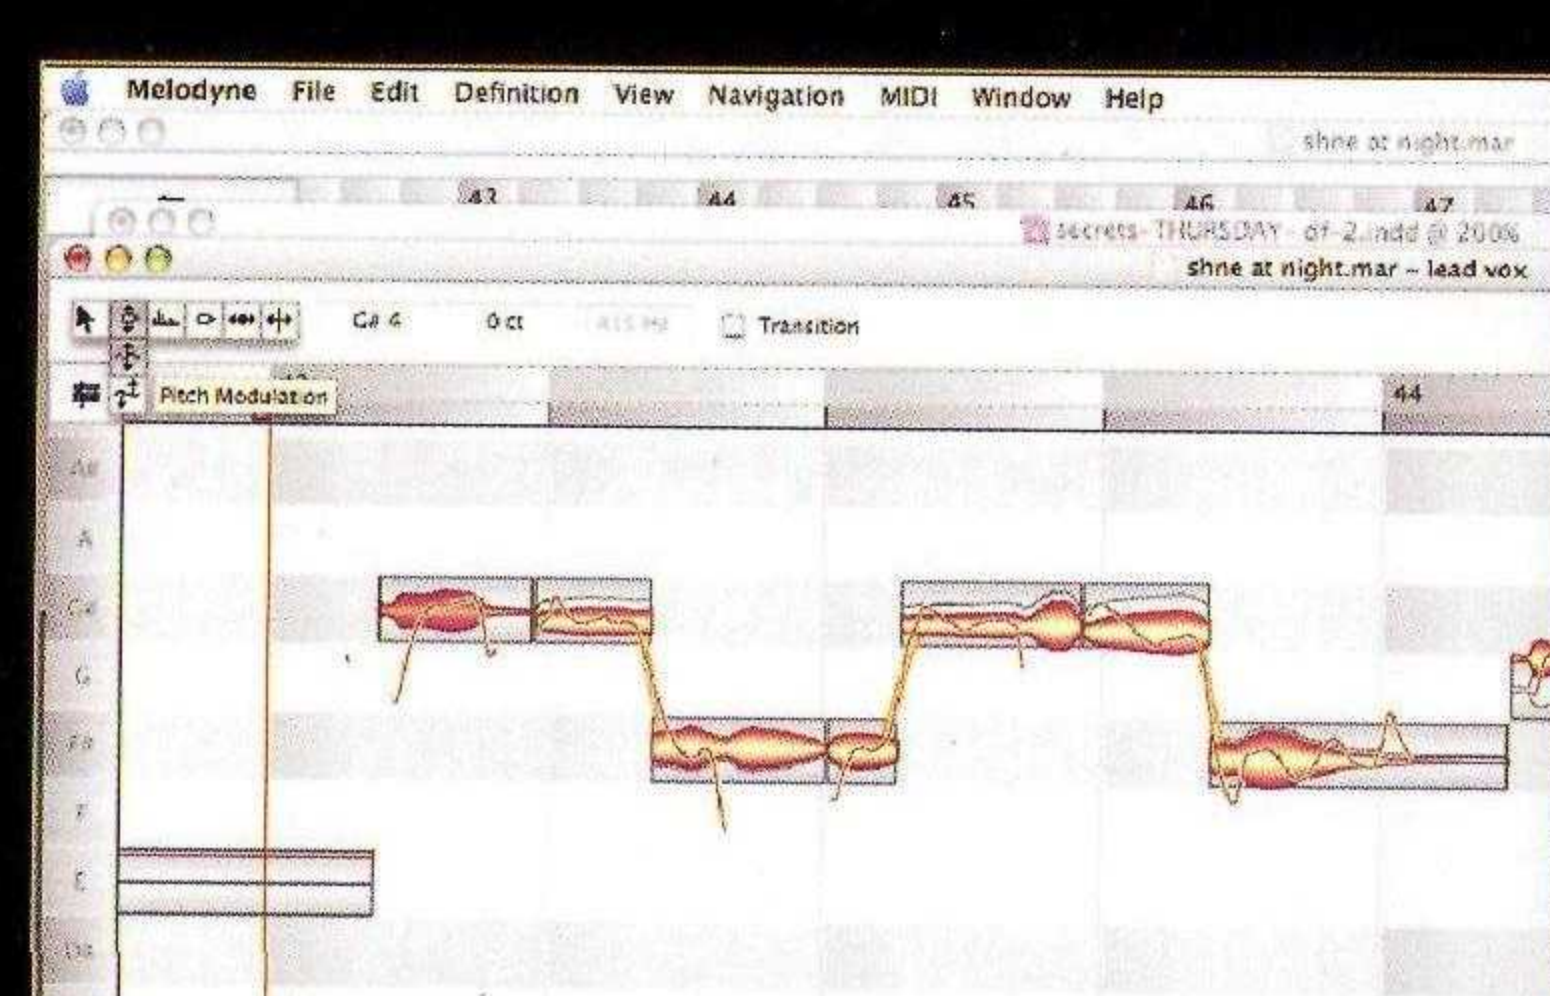 Melodyne File Edit Definition View Navigation MIDI Window Help
shne at night.mar
43 44 45 46 47
secrets-THURSDAY- of-2.indd @ 200%
shne at night.mar – lead vox
0 ct
Transition
Pitch Modulation
44
A#
A
G#
G
F#
F
E
D#